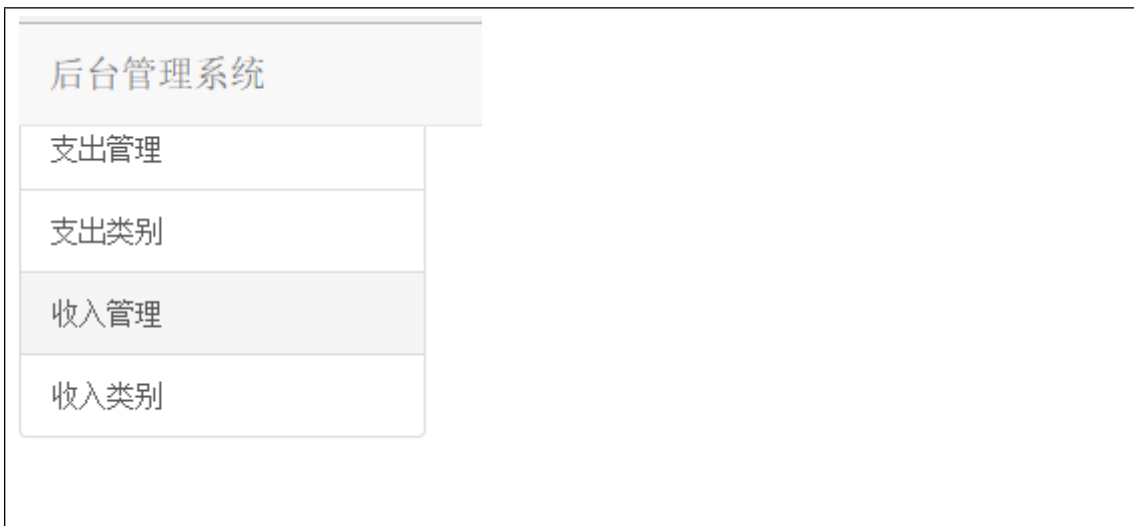 后台管理系统
支出管理
支出类别
收入管理
收入类别